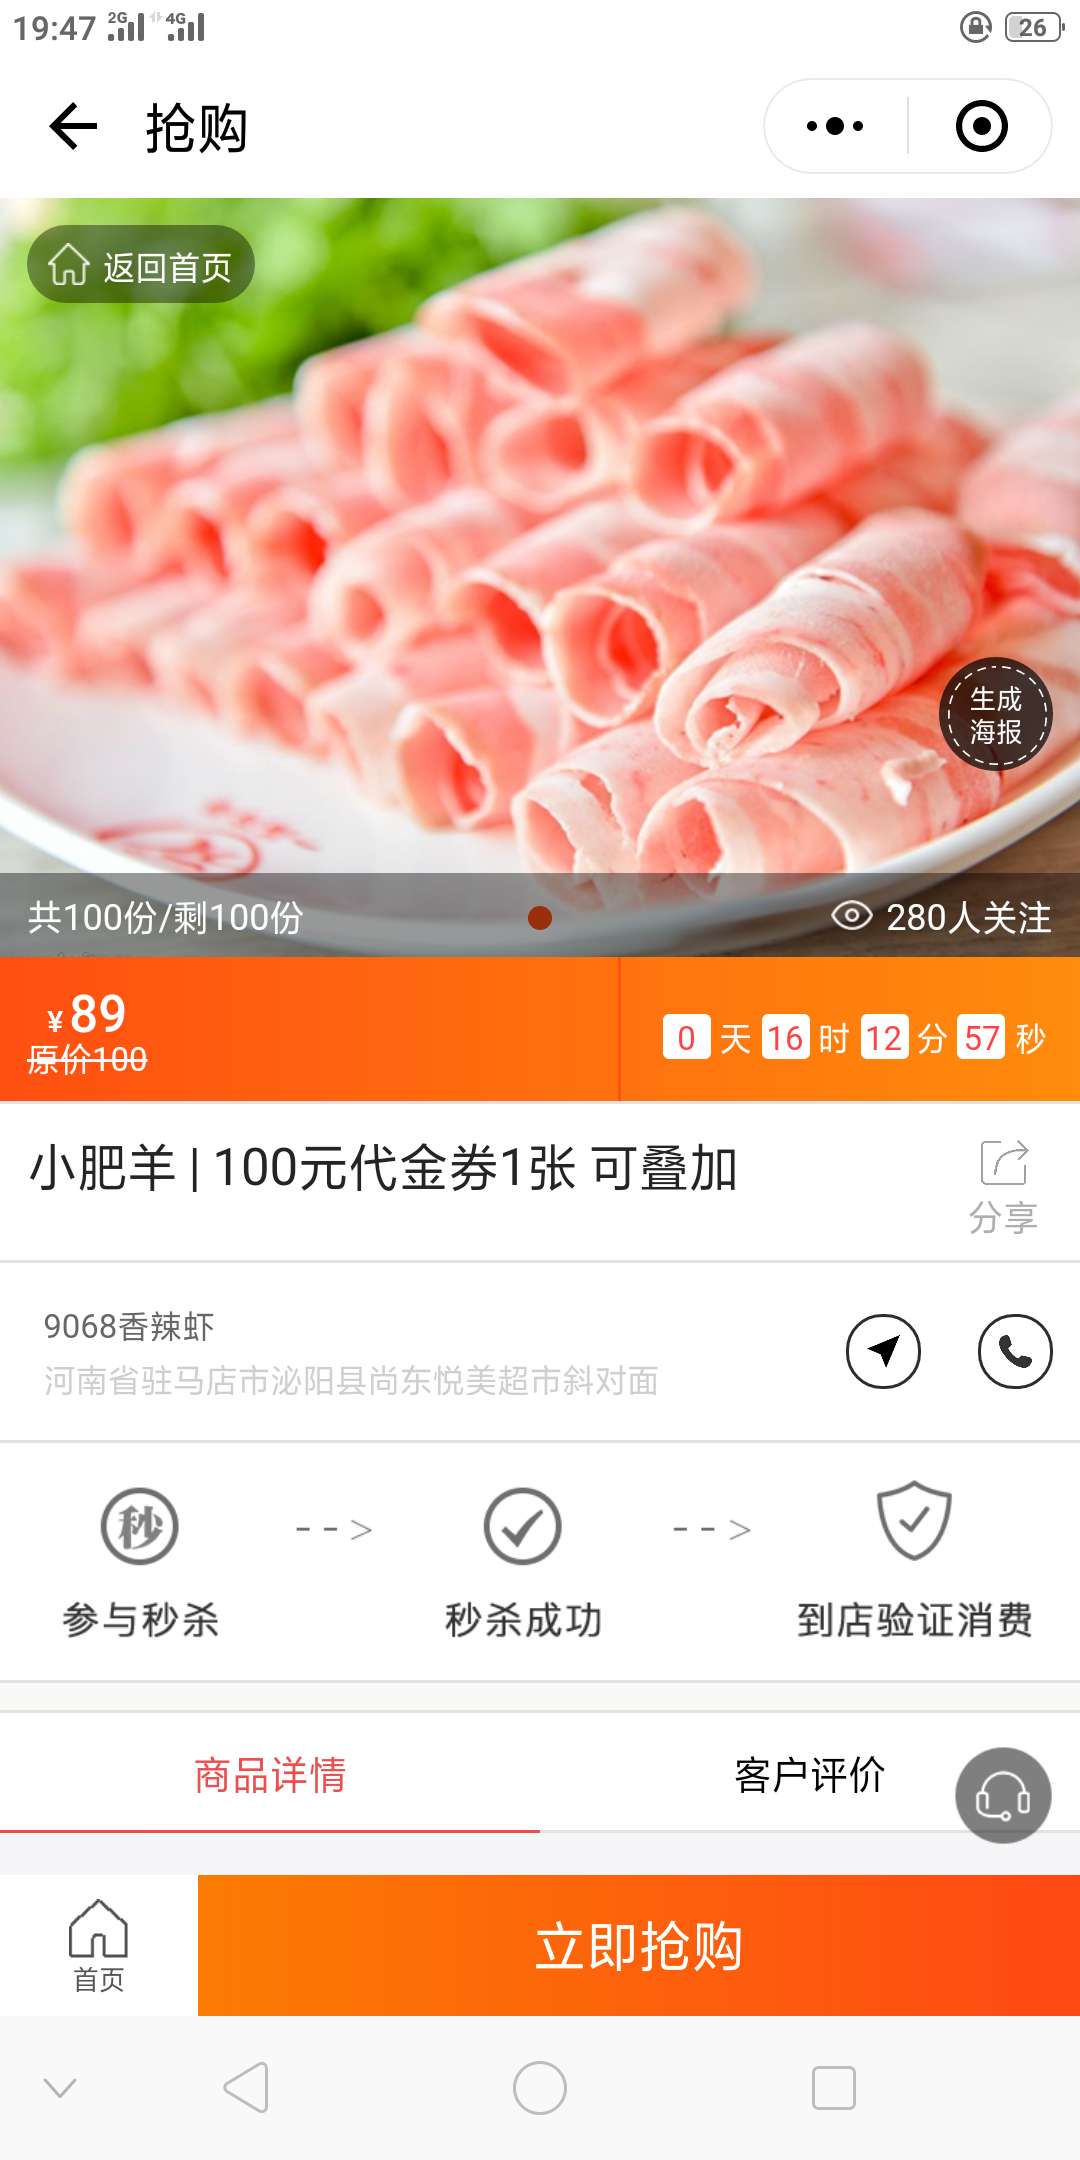 19:47 2G 4G 26
抢购
返回首页
生成
海报
共100份/剩100份
280人关注
¥89
原价100
0 天 16 时 12 分 57 秒
小肥羊 | 100元代金券1张 可叠加
分享
9068香辣虾
河南省驻马店市泌阳县尚东悦美超市斜对面
秒
参与秒杀
秒杀成功
到店验证消费
商品详情
客户评价
首页
立即抢购